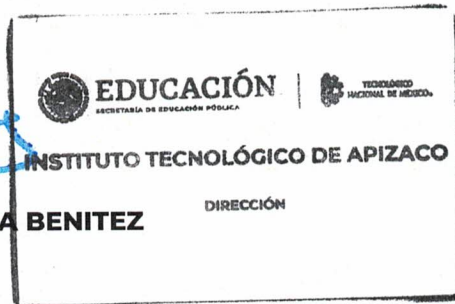 EDUCACIÓN
SECRETARÍA DE EDUCACIÓN PÚBLICA
TECNOLÓGICO
NACIONAL DE MÉXICO®
INSTITUTO TECNOLÓGICO DE APIZACO
DIRECCIÓN
A BENITEZ